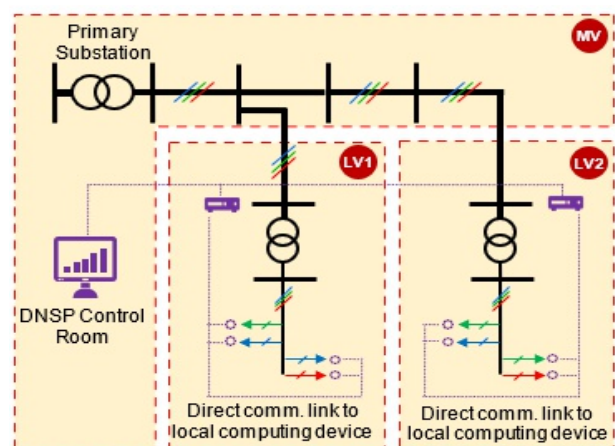 Primary
Substation
MV
LV1
LV2
DNSP Control
Room
Direct comm. link to
local computing device
Direct comm. link to
local computing device